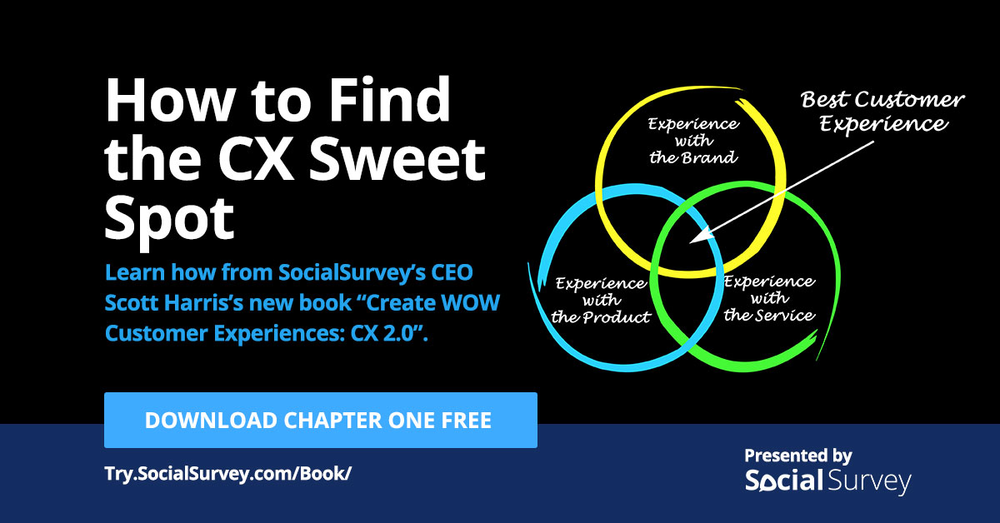 How to Find
the CX Sweet
Spot
Learn how from SocialSurvey’s CEO
Scott Harris’s new book “Create WOW
Customer Experiences: CX 2.0”.
DOWNLOAD CHAPTER ONE FREE
Try.SocialSurvey.com/Book/
Best Customer
Experience
Experience
with
the Brand
Experience
with
the Product
Experience
with
the Service
Presented by
SocialSurvey